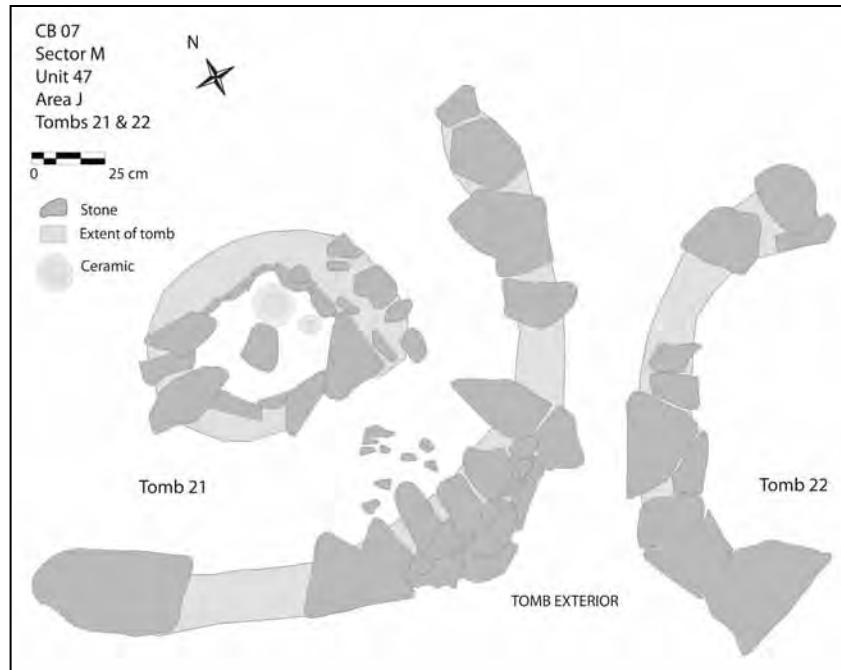 CB 07
Sector M
Unit 47
Area J
Tombs 21 & 22
N
0 25 cm
Stone
Extent of tomb
Ceramic
Tomb 21
Tomb 22
TOMB EXTERIOR